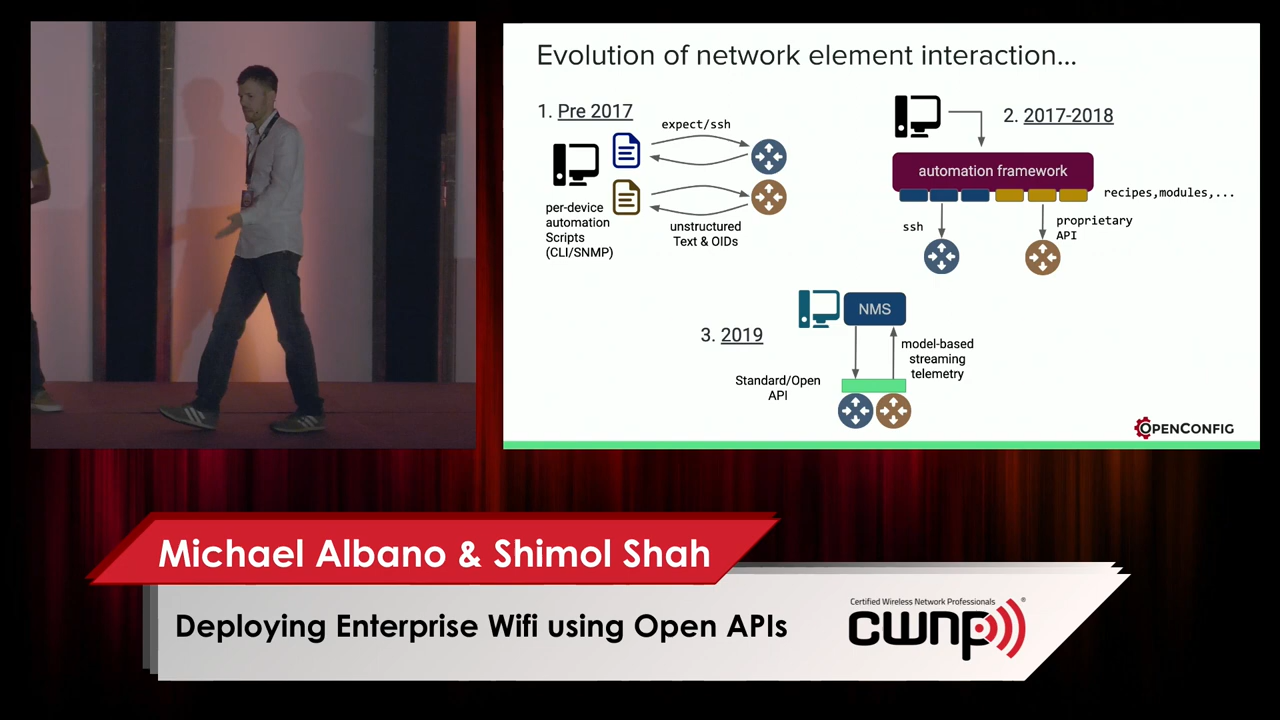 Evolution of network element interaction...
1. Pre 2017
expect/ssh
per-device
automation
Scripts
(CLI/SNMP)
unstructured
Text & OIDs
2. 2017-2018
automation framework
recipes,modules,...
ssh
proprietary
API
3. 2019
NMS
model-based
streaming
telemetry
Standard/Open
API
OPENCONFIG
Michael Albano & Shimol Shah
Deploying Enterprise Wifi using Open APIs
Certified Wireless Network Professionals
®
cwnp